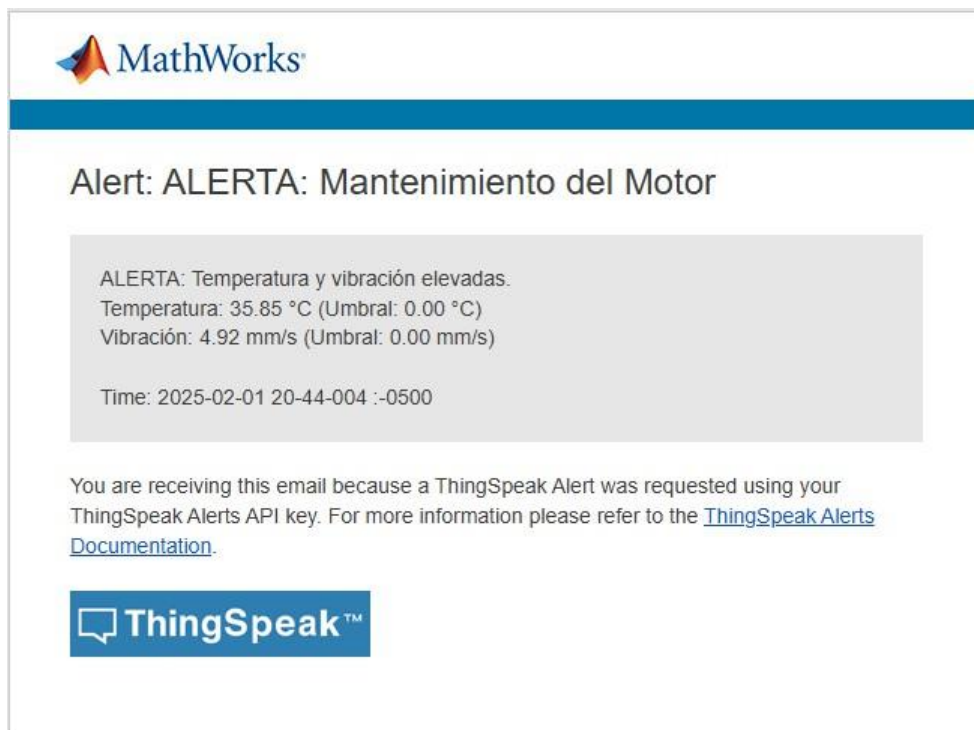 MathWorks®
Alert: ALERTA: Mantenimiento del Motor
ALERTA: Temperatura y vibración elevadas.
Temperatura: 35.85 °C (Umbral: 0.00 °C)
Vibración: 4.92 mm/s (Umbral: 0.00 mm/s)
Time: 2025-02-01 20-44-004 :-0500
You are receiving this email because a ThingSpeak Alert was requested using your
ThingSpeak Alerts API key. For more information please refer to the ThingSpeak Alerts
Documentation.
ThingSpeak™